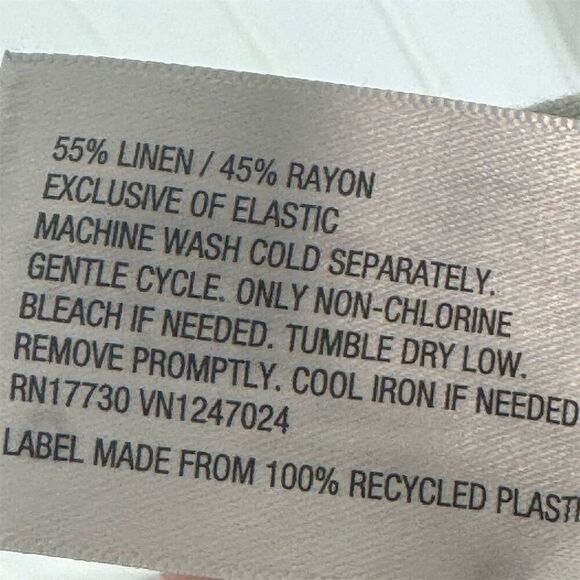 55% LINEN / 45% RAYON
EXCLUSIVE OF ELASTIC
MACHINE WASH COLD SEPARATELY.
GENTLE CYCLE. ONLY NON-CHLORINE
BLEACH IF NEEDED. TUMBLE DRY LOW.
REMOVE PROMPTLY. COOL IRON IF NEEDED
RN17730 VN1247024
LABEL MADE FROM 100% RECYCLED PLASTI